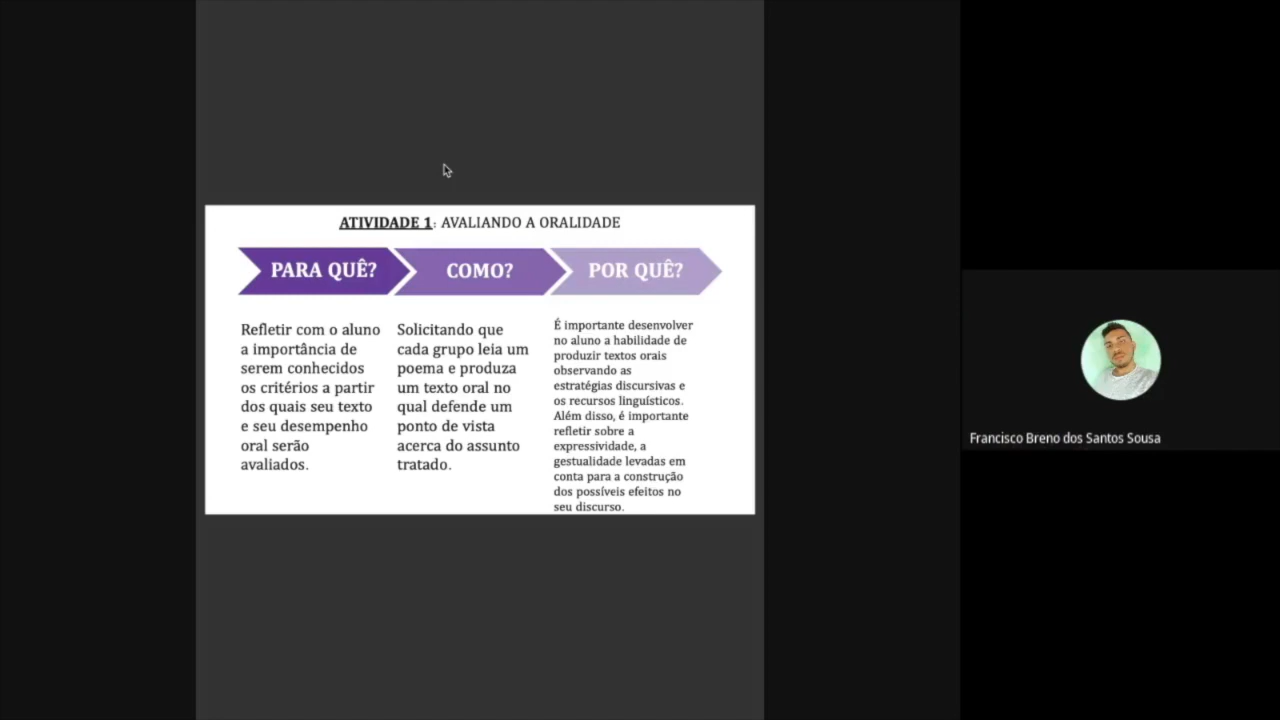 ATIVIDADE 1: AVALIANDO A ORALIDADE
PARA QUÊ?
COMO?
POR QUÊ?
Refletir com o aluno
a importância de
serem conhecidos
os critérios a partir
dos quais seu texto
e seu desempenho
oral serão
avaliados.
Solicitando que
cada grupo leia um
poema e produza
um texto oral no
qual defende um
ponto de vista
acerca do assunto
tratado.
É importante desenvolver
no aluno a habilidade de
produzir textos orais
observando as
estratégias discursivas e
os recursos linguísticos.
Além disso, é importante
refletir sobre a
expressividade, a
gestualidade levadas em
conta para a construção
dos possíveis efeitos no
seu discurso.
Francisco Breno dos Santos Sousa